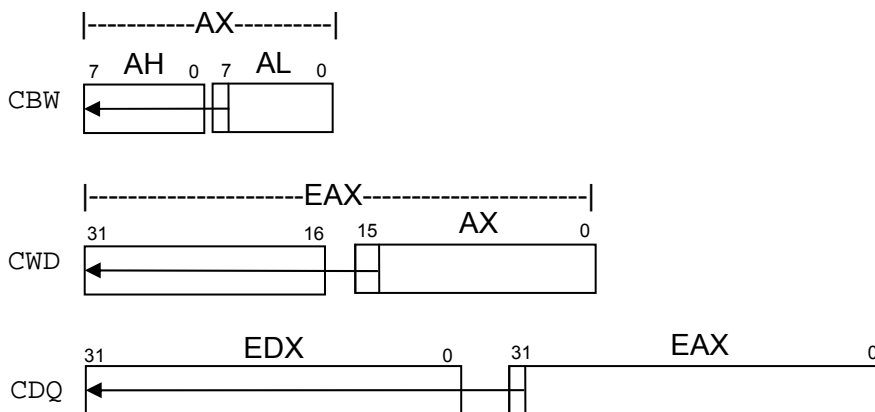 |-----------AX-----------|
7 AH 0 7 AL 0
CBW
|----------------------EAX----------------------|
31 16 15 AX 0
CWD
31 EDX 0 31 EAX 0
CDQ